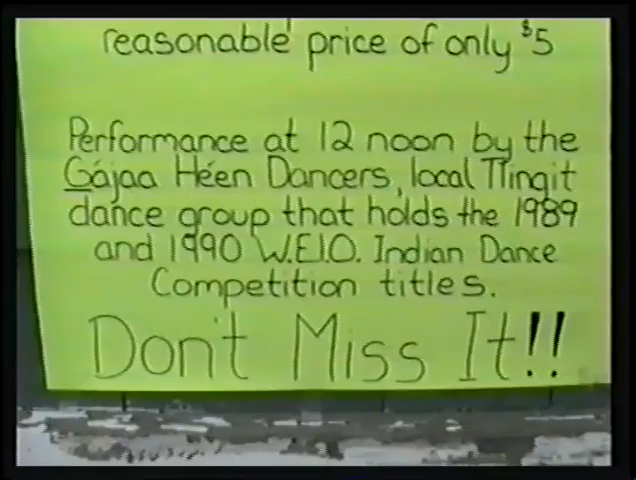 reasonable price of only $5
Performance at 12 noon by the
G̲ájaa Héen Dancers, local Tlingit
dance group that holds the 1989
and 1990 W.E.I.O. Indian Dance
Competition titles.
Don't Miss It!!